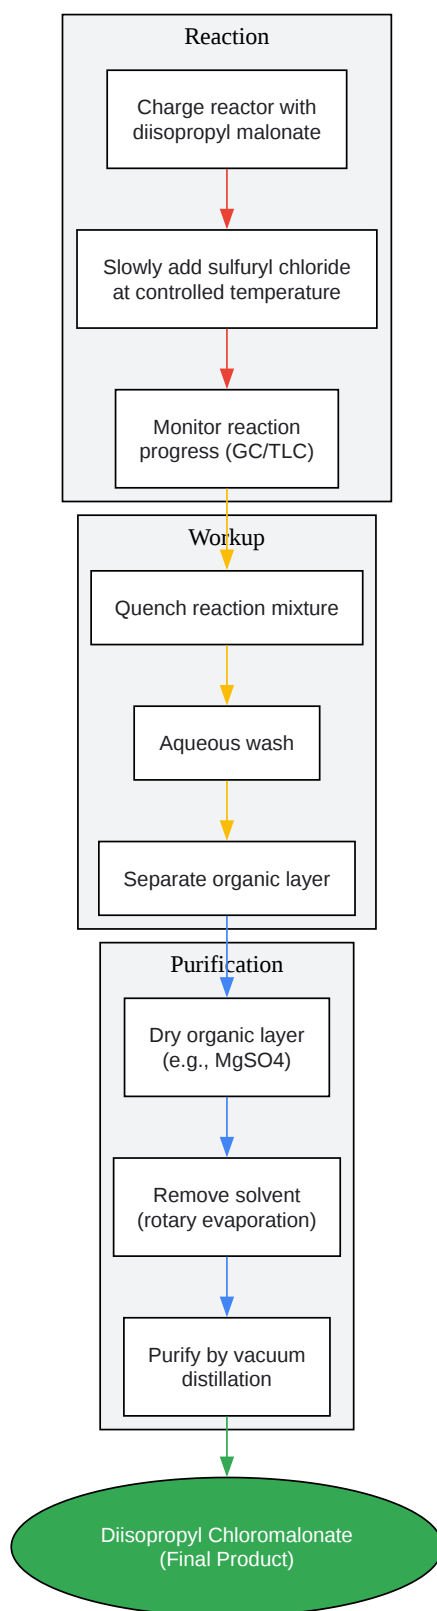 Reaction
Charge reactor with
diisopropyl malonate
Slowly add sulfuryl chloride
at controlled temperature
Monitor reaction
progress (GC/TLC)
Workup
Quench reaction mixture
Aqueous wash
Separate organic layer
Purification
Dry organic layer
(e.g., MgSO4)
Remove solvent
(rotary evaporation)
Purify by vacuum
distillation
Diisopropyl Chloromalonate
(Final Product)